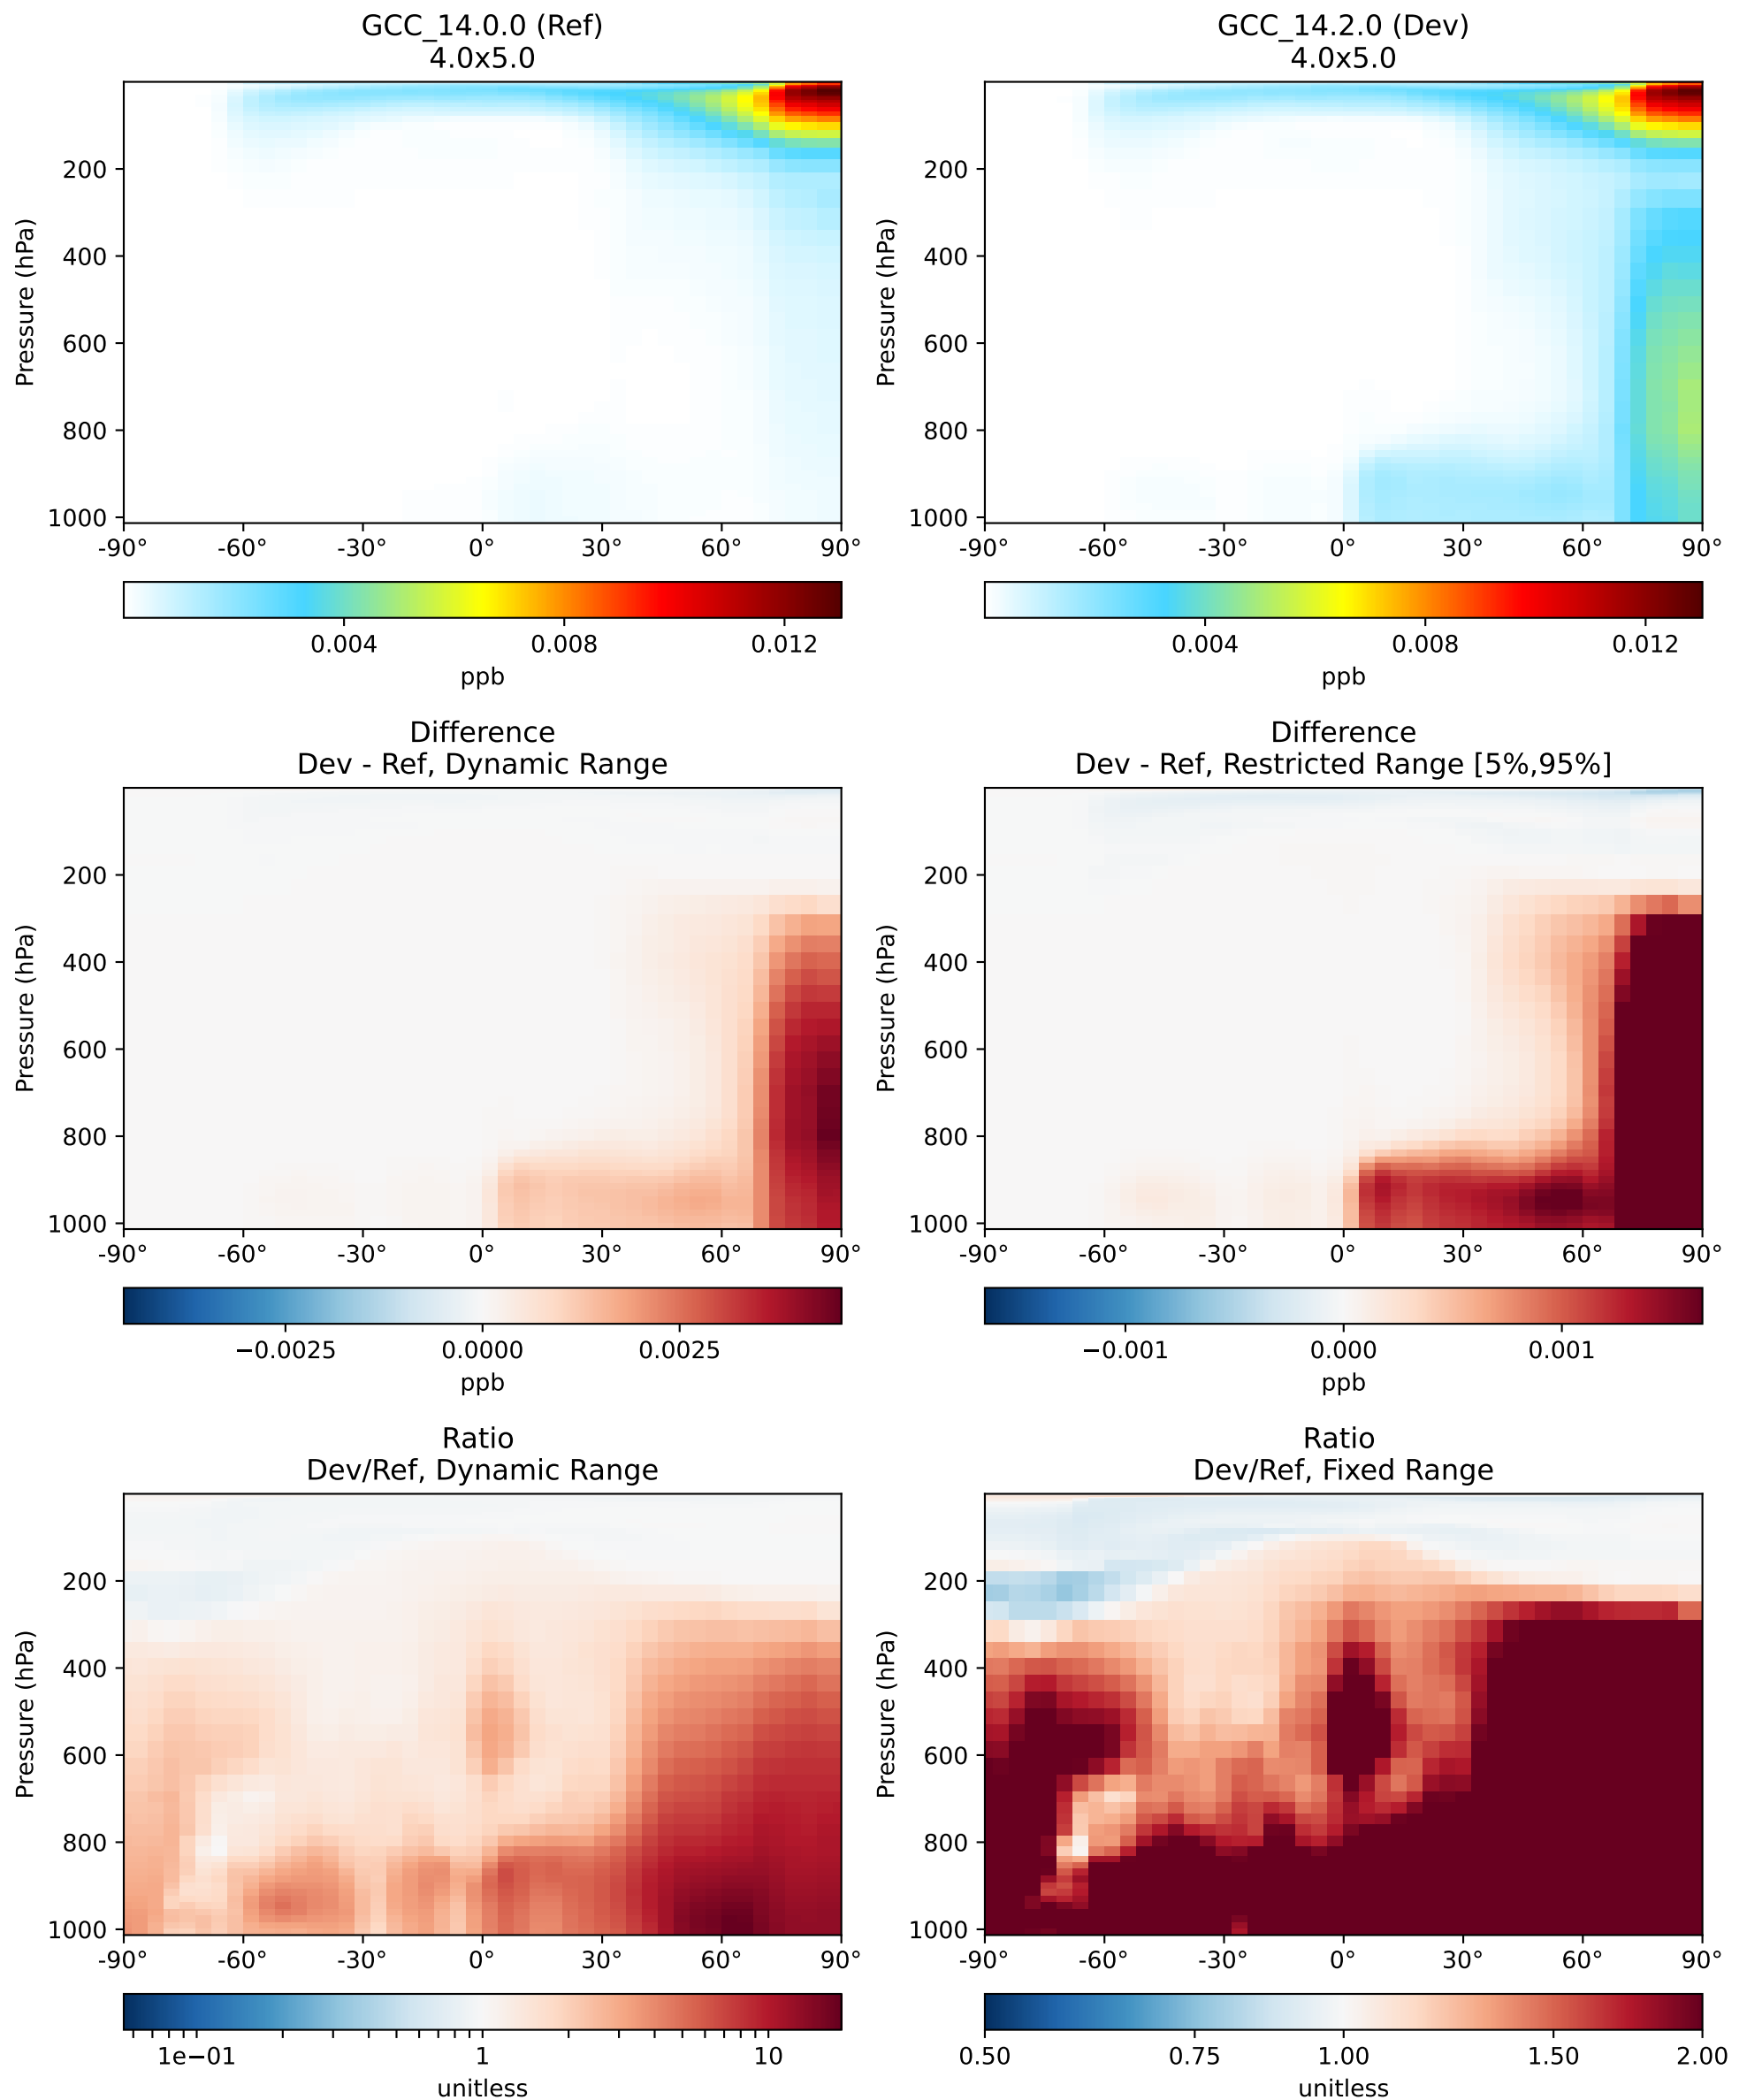 GCC_14.0.0 (Ref)
4.0x5.0
Pressure (hPa)
200
400
600
800
1000
-90° -60° -30° 0° 30° 60° 90°
0.004 0.008 0.012
ppb
GCC_14.2.0 (Dev)
4.0x5.0
Pressure (hPa)
200
400
600
800
1000
-90° -60° -30° 0° 30° 60° 90°
0.004 0.008 0.012
ppb
Difference
Dev - Ref, Dynamic Range
Pressure (hPa)
200
400
600
800
1000
-90° -60° -30° 0° 30° 60° 90°
−0.0025 0.0000 0.0025
ppb
Difference
Dev - Ref, Restricted Range [5%,95%]
Pressure (hPa)
200
400
600
800
1000
-90° -60° -30° 0° 30° 60° 90°
−0.001 0.000 0.001
ppb
Ratio
Dev/Ref, Dynamic Range
Pressure (hPa)
200
400
600
800
1000
-90° -60° -30° 0° 30° 60° 90°
1e−01 1 10
unitless
Ratio
Dev/Ref, Fixed Range
Pressure (hPa)
200
400
600
800
1000
-90° -60° -30° 0° 30° 60° 90°
0.50 0.75 1.00 1.50 2.00
unitless